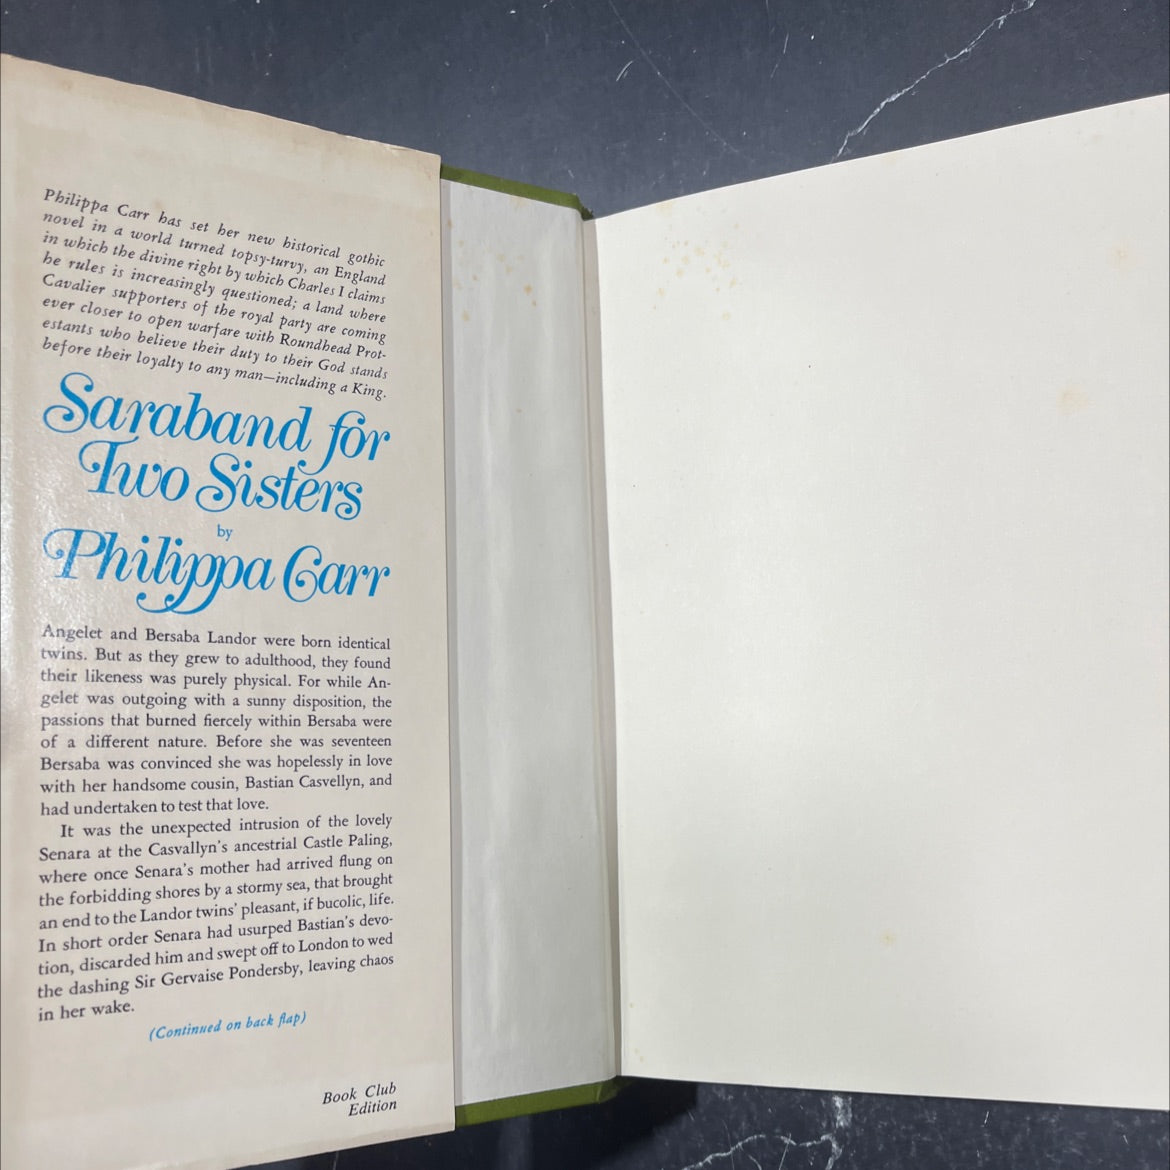 Philippa Carr has set her new historical gothic
novel in a world turned topsy-turvy, an England
in which the divine right by which Charles I claims
he rules is increasingly questioned; a land where
Cavalier supporters of the royal party are coming
ever closer to open warfare with Roundhead Prot-
estants who believe their duty to their God stands
before their loyalty to any man—including a King.
Saraband for
Two Sisters
by
Philippa Carr
Angelet and Bersaba Landor were born identical
twins. But as they grew to adulthood, they found
their likeness was purely physical. For while An-
gelet was outgoing with a sunny disposition, the
passions that burned fiercely within Bersaba were
of a different nature. Before she was seventeen
Bersaba was convinced she was hopelessly in love
with her handsome cousin, Bastian Casvellyn, and
had undertaken to test that love.
It was the unexpected intrusion of the lovely
Senara at the Casvallyn's ancestrial Castle Paling,
where once Senara's mother had arrived flung on
the forbidding shores by a stormy sea, that brought
an end to the Landor twins' pleasant, if bucolic, life.
In short order Senara had usurped Bastian's devo-
tion, discarded him and swept off to London to wed
the dashing Sir Gervaise Pondersby, leaving chaos
in her wake.
(Continued on back flap)
Book Club
Edition